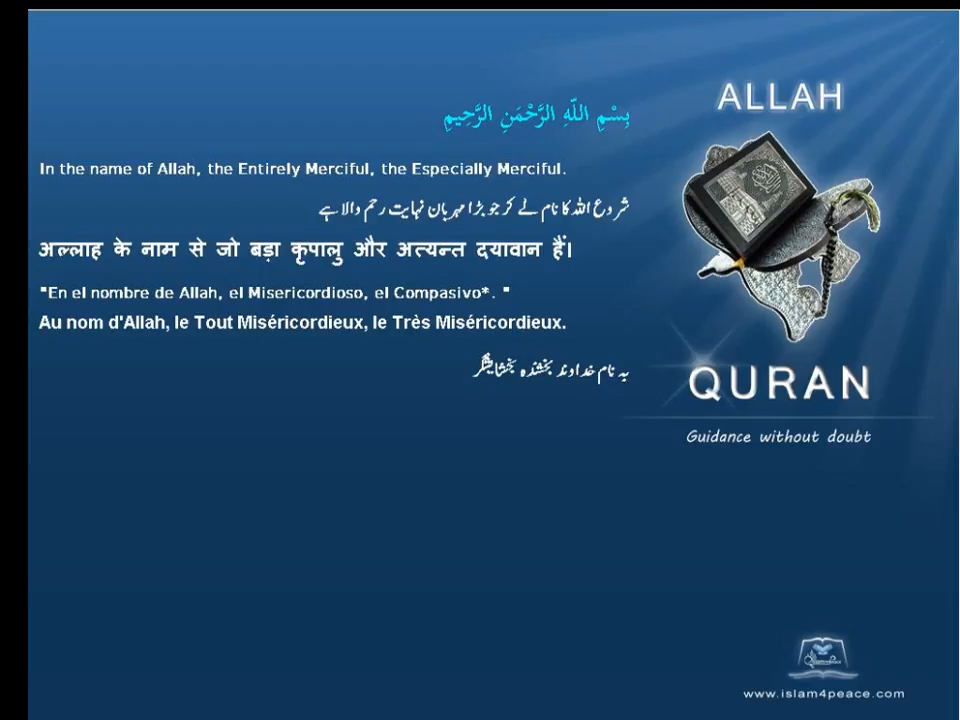 بِسْمِ اللَّهِ الرَّحْمَنِ الرَّحِيمِ
In the name of Allah, the Entirely Merciful, the Especially Merciful.
شروع اللہ کا نام لے کر جو بڑا مہربان نہایت رحم والا ہے
अल्लाह के नाम से जो बड़ा कृपालु और अत्यन्त दयावान हैं।
"En el nombre de Allah, el Misericordioso, el Compasivo*. "
Au nom d'Allah, le Tout Miséricordieux, le Très Miséricordieux.
به نام خداوند بخشنده بخشایشگر
ALLAH
QURAN
Guidance without doubt
www.islam4peace.com